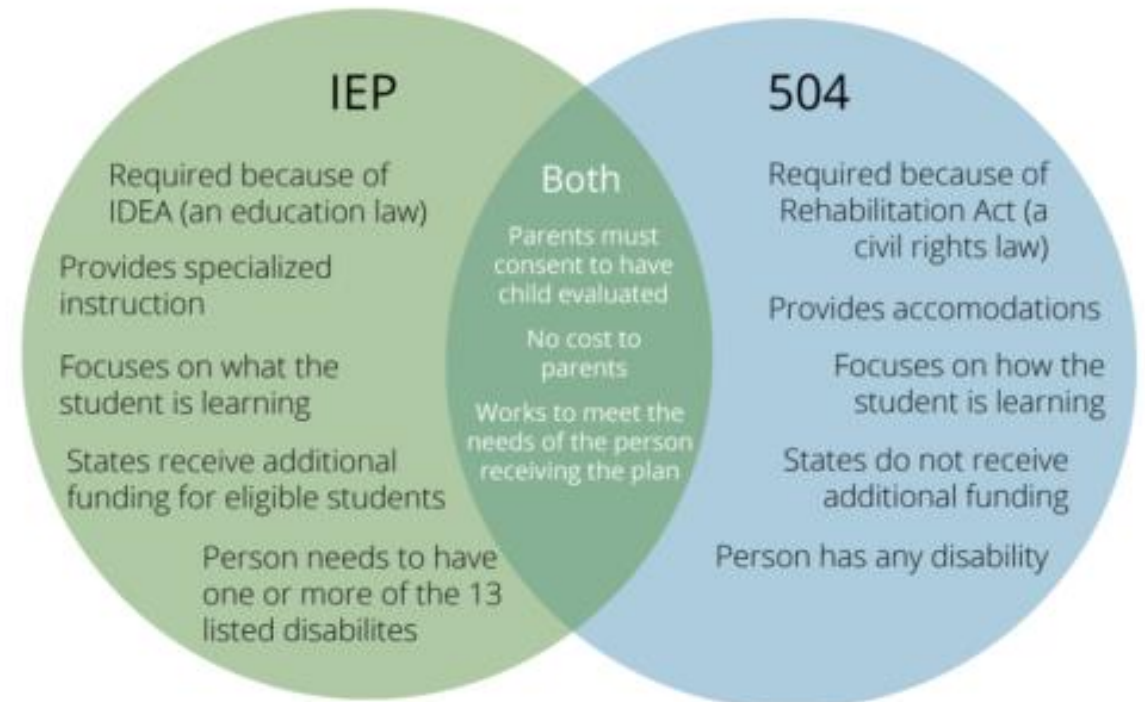 IEP
Required because of
IDEA (an education law)
Provides specialized
instruction
Focuses on what the
student is learning
States receive additional
funding for eligible students
Person needs to have
one or more of the 13
listed disabilites
Both
Parents must
consent to have
child evaluated
No cost to
parents
Works to meet the
needs of the person
receiving the plan
504
Required because of
Rehabilitation Act (a
civil rights law)
Provides accomodations
Focuses on how the
student is learning
States do not receive
additional funding
Person has any disability